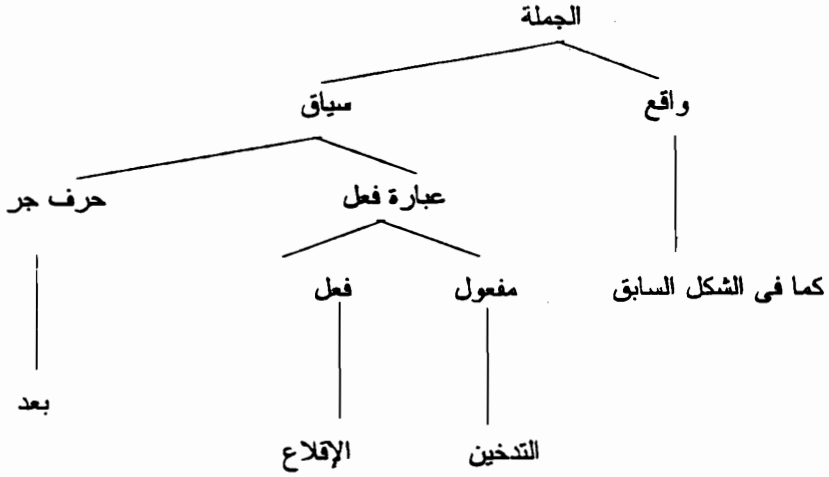 الجملة
واقع سياق
عبارة فعل حرف جر
كما فى الشكل السابق مفعول فعل
بعد
التدخين الإقلاع